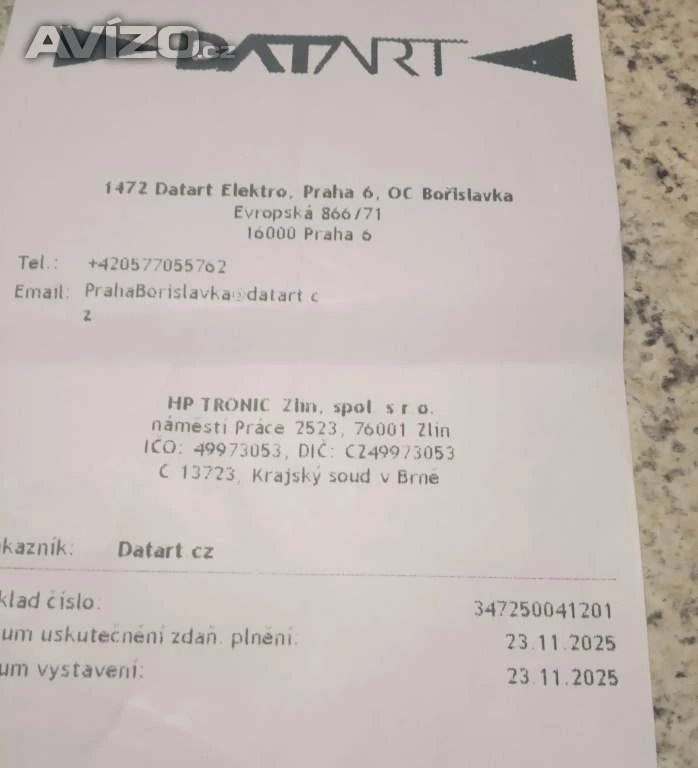 AVÍZO.cz
DATART
1472 Datart Elektro, Praha 6, OC Bořislavka
Evropská 866/71
16000 Praha 6
Tel.: +420577055762
Email: PrahaBorislavka@datart.c
z
HP TRONIC Zlín, spol. s r.o.
náměstí Práce 2523, 76001 Zlín
IČO: 49973053, DIČ: CZ49973053
C 13723, Krajský soud v Brně
kazník: Datart.cz
klad číslo: 347250041201
um uskutečnění zdaň. plnění: 23.11.2025
um vystavení: 23.11.2025